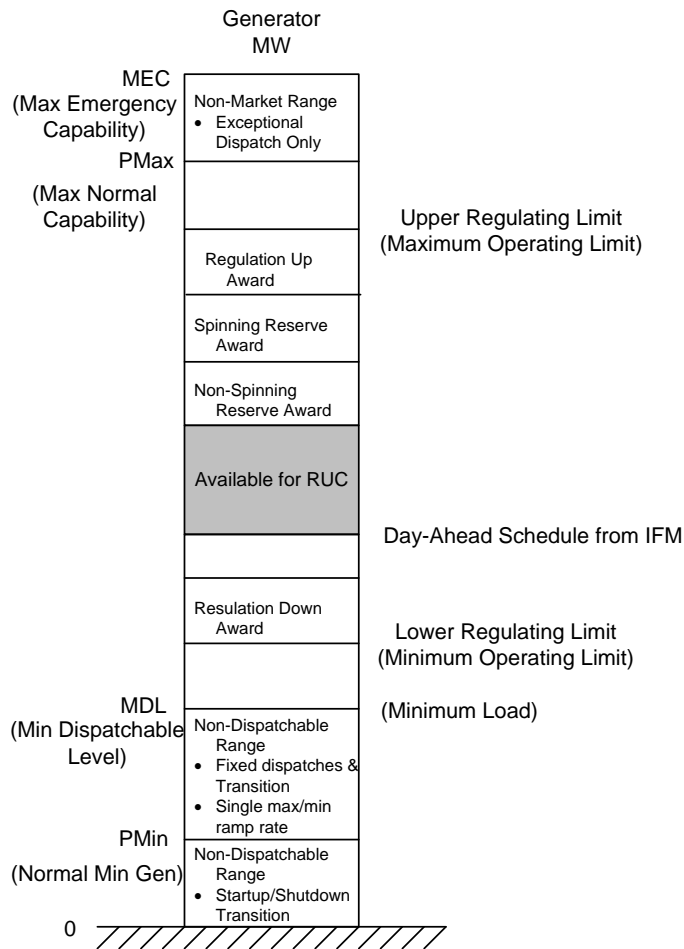 Generator
MW
MEC
(Max Emergency
Capability)
Non-Market Range
• Exceptional
Dispatch Only
PMax
(Max Normal
Capability)
Upper Regulating Limit
(Maximum Operating Limit)
Regulation Up
Award
Spinning Reserve
Award
Non-Spinning
Reserve Award
Available for RUC
Day-Ahead Schedule from IFM
Resulation Down
Award
Lower Regulating Limit
(Minimum Operating Limit)
MDL
(Min Dispatchable
Level)
(Minimum Load)
Non-Dispatchable
Range
• Fixed dispatches &
Transition
• Single max/min
ramp rate
PMin
(Normal Min Gen)
Non-Dispatchable
Range
• Startup/Shutdown
Transition
0